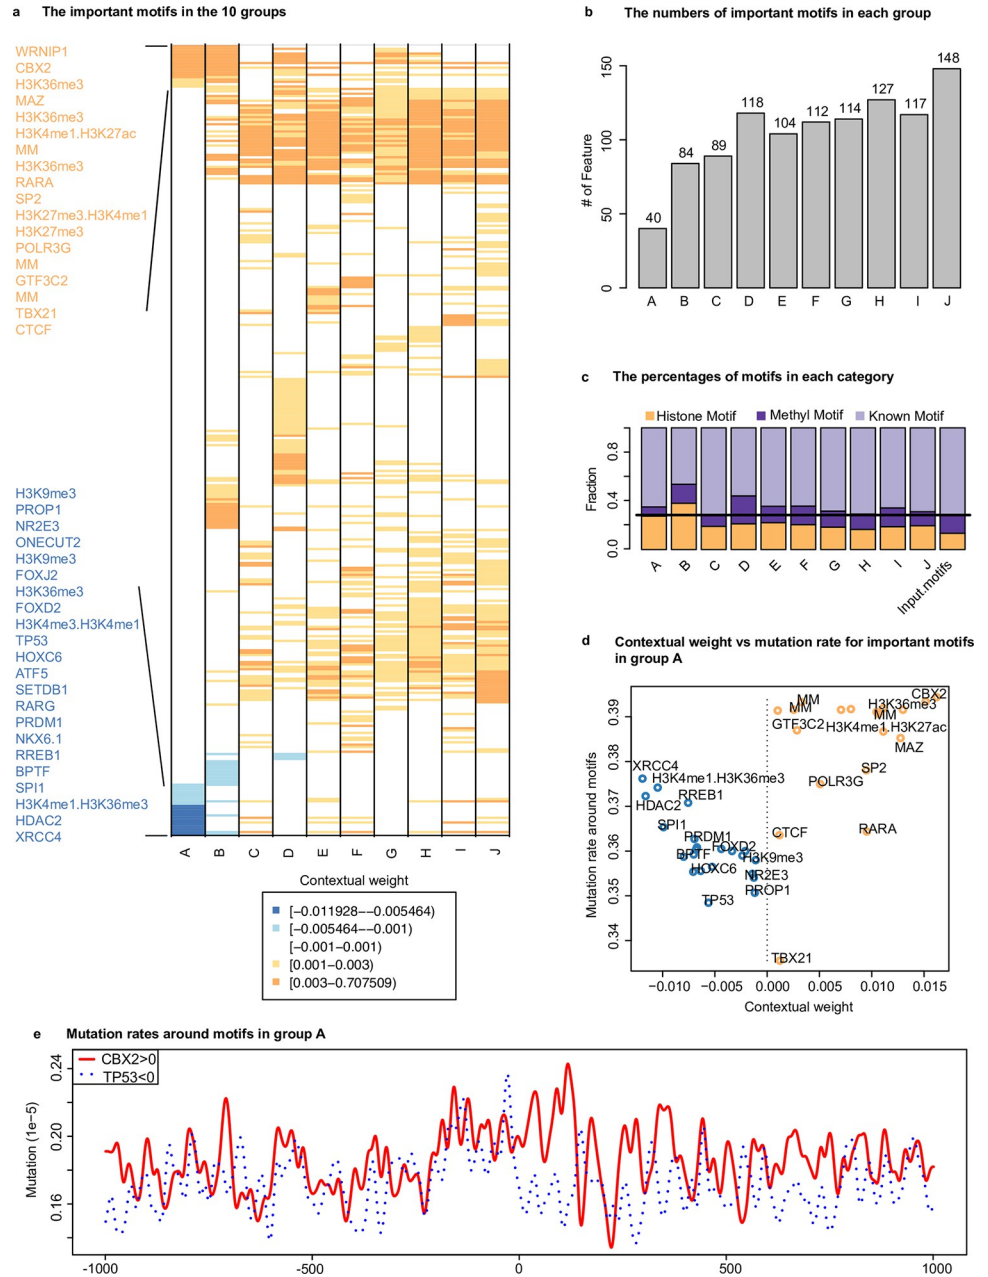 a The important motifs in the 10 groups
WRNIP1
CBX2
H3K36me3
MAZ
H3K36me3
H3K4me1.H3K27ac
MM
H3K36me3
RARA
SP2
H3K27me3.H3K4me1
H3K27me3
POLR3G
MM
GTF3C2
MM
TBX21
CTCF
H3K9me3
PROP1
NR2E3
ONECUT2
H3K9me3
FOXJ2
H3K36me3
FOXD2
H3K4me3.H3K4me1
TP53
HOXC6
ATF5
SETDB1
RARG
PRDM1
NKX6.1
RREB1
BPTF
SPI1
H3K4me1.H3K36me3
HDAC2
XRCC4
A B C D E F G H I J
Contextual weight
[−0.011928−−0.005464)
[−0.005464−−0.001)
[−0.001−0.001)
[0.001−0.003)
[0.003−0.707509)
b The numbers of important motifs in each group
# of Feature
0 50 100 150
40 84 89 118 104 112 114 127 117 148
A B C D E F G H I J
c The percentages of motifs in each category
Histone Motif Methyl Motif Known Motif
Fraction
0.0 0.4 0.8
A B C D E F G H I J Input.motifs
d Contextual weight vs mutation rate for important motifs
in group A
Mutation rate around motifs
0.34 0.35 0.36 0.37 0.38 0.39
CBX2
MM
H3K36me3
MM
MM
GTF3C2
H3K4me1.H3K27ac
MAZ
XRCC4
SP2
H3K4me1.H3K36me3
POLR3G
RREB1
HDAC2
SPI1
RARA
CTCF
PRDM1
FOXD2
BPTF
H3K9me3
HOXC6
NR2E3
PROP1
TP53
TBX21
−0.010 −0.005 0.000 0.005 0.010 0.015
Contextual weight
e Mutation rates around motifs in group A
CBX2>0
TP53<0
Mutation (1e−5)
0.16 0.20 0.24
-1000 -500 0 500 1000